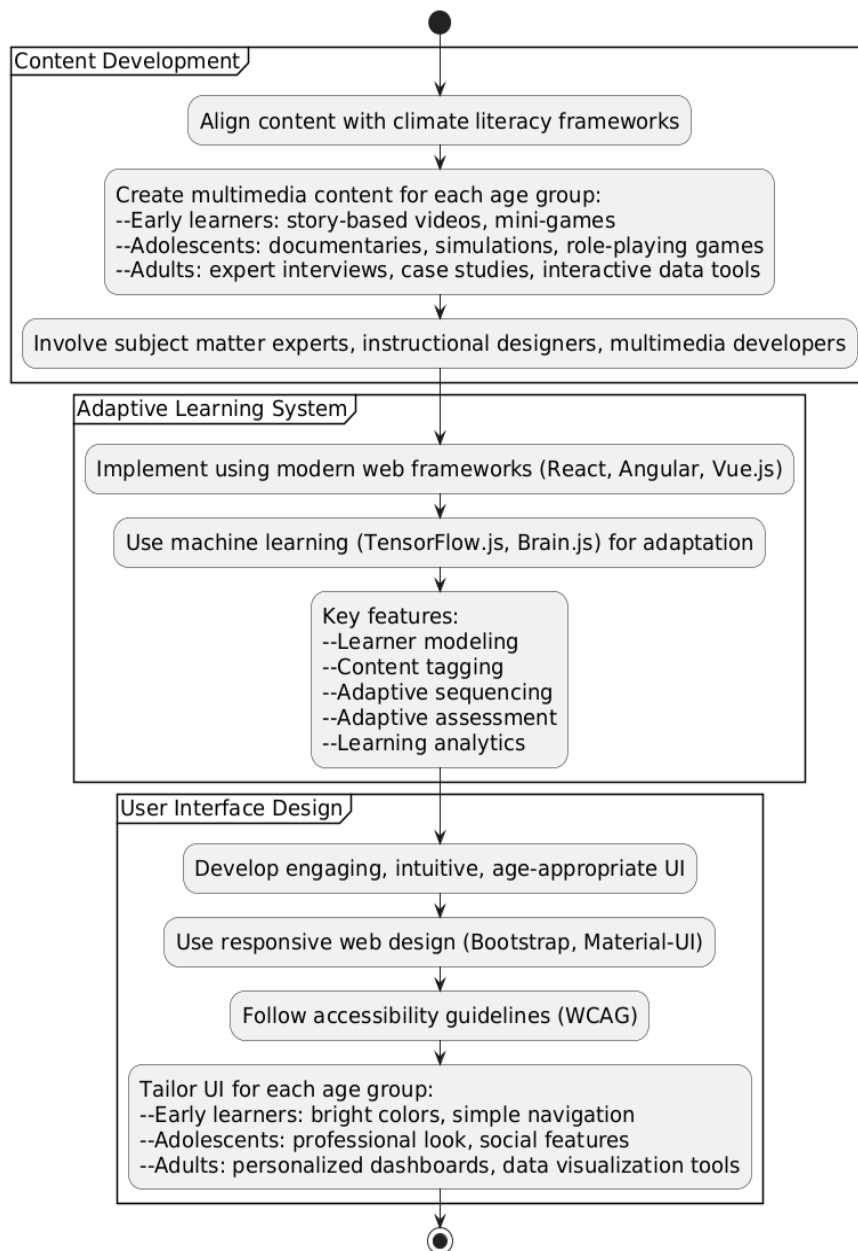 Content Development
Align content with climate literacy frameworks
Create multimedia content for each age group:
--Early learners: story-based videos, mini-games
--Adolescents: documentaries, simulations, role-playing games
--Adults: expert interviews, case studies, interactive data tools
Involve subject matter experts, instructional designers, multimedia developers
Adaptive Learning System
Implement using modern web frameworks (React, Angular, Vue.js)
Use machine learning (TensorFlow.js, Brain.js) for adaptation
Key features:
--Learner modeling
--Content tagging
--Adaptive sequencing
--Adaptive assessment
--Learning analytics
User Interface Design
Develop engaging, intuitive, age-appropriate UI
Use responsive web design (Bootstrap, Material-UI)
Follow accessibility guidelines (WCAG)
Tailor UI for each age group:
--Early learners: bright colors, simple navigation
--Adolescents: professional look, social features
--Adults: personalized dashboards, data visualization tools